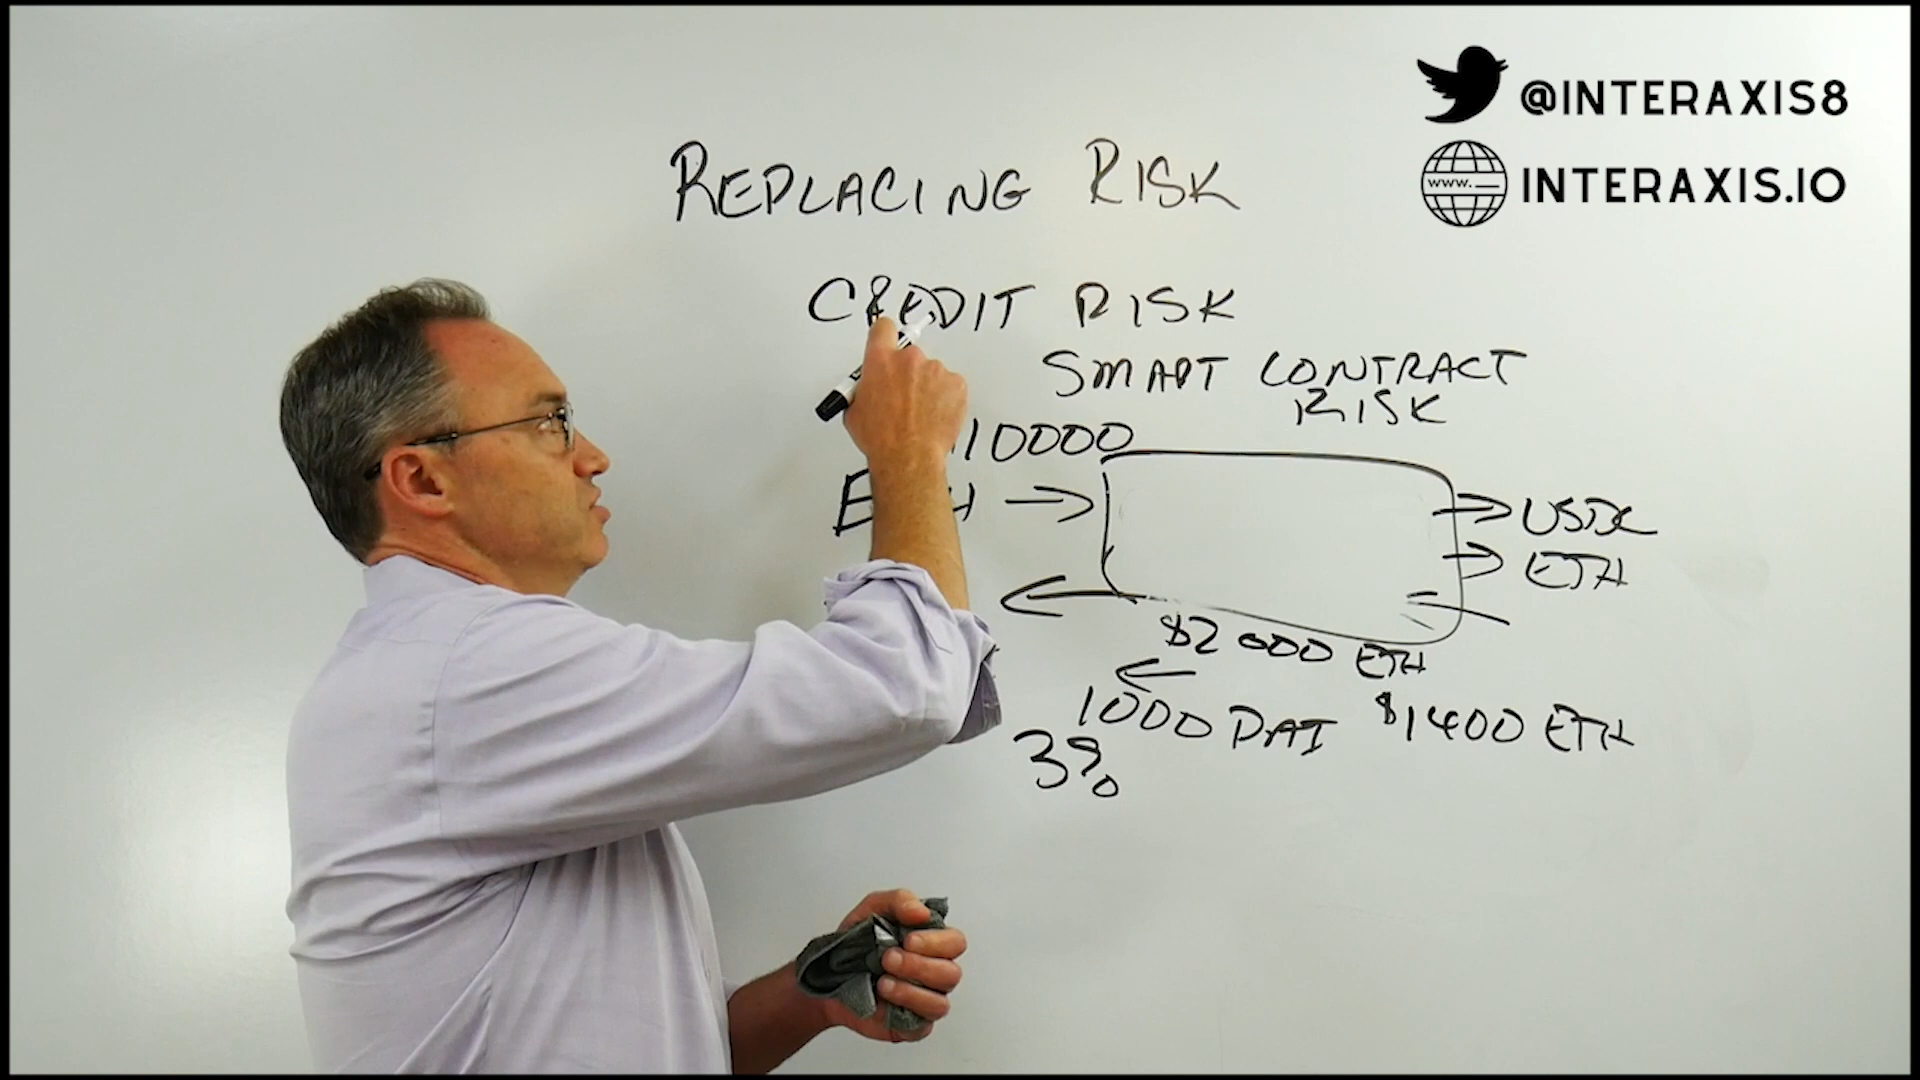 @INTERAXIS8
www.
INTERAXIS.IO
REPLACING RISK
CREDIT RISK
SMART CONTRACT
RISK
10000
→ USDC
→ ETH
$2000 ETH
1000 DAI $1400 ETH
3%